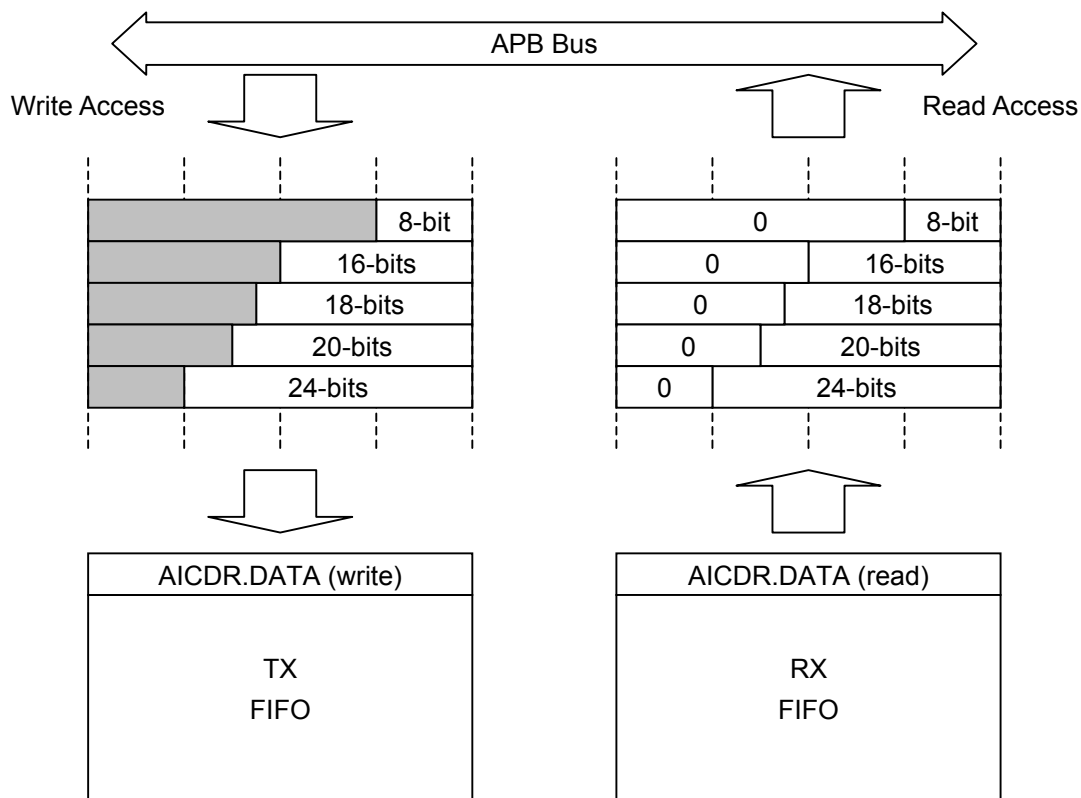 APB Bus
Write Access
Read Access
8-bit
16-bits
18-bits
20-bits
24-bits
0
8-bit
0
16-bits
0
18-bits
0
20-bits
0
24-bits
AICDR.DATA (write)
TX
FIFO
AICDR.DATA (read)
RX
FIFO